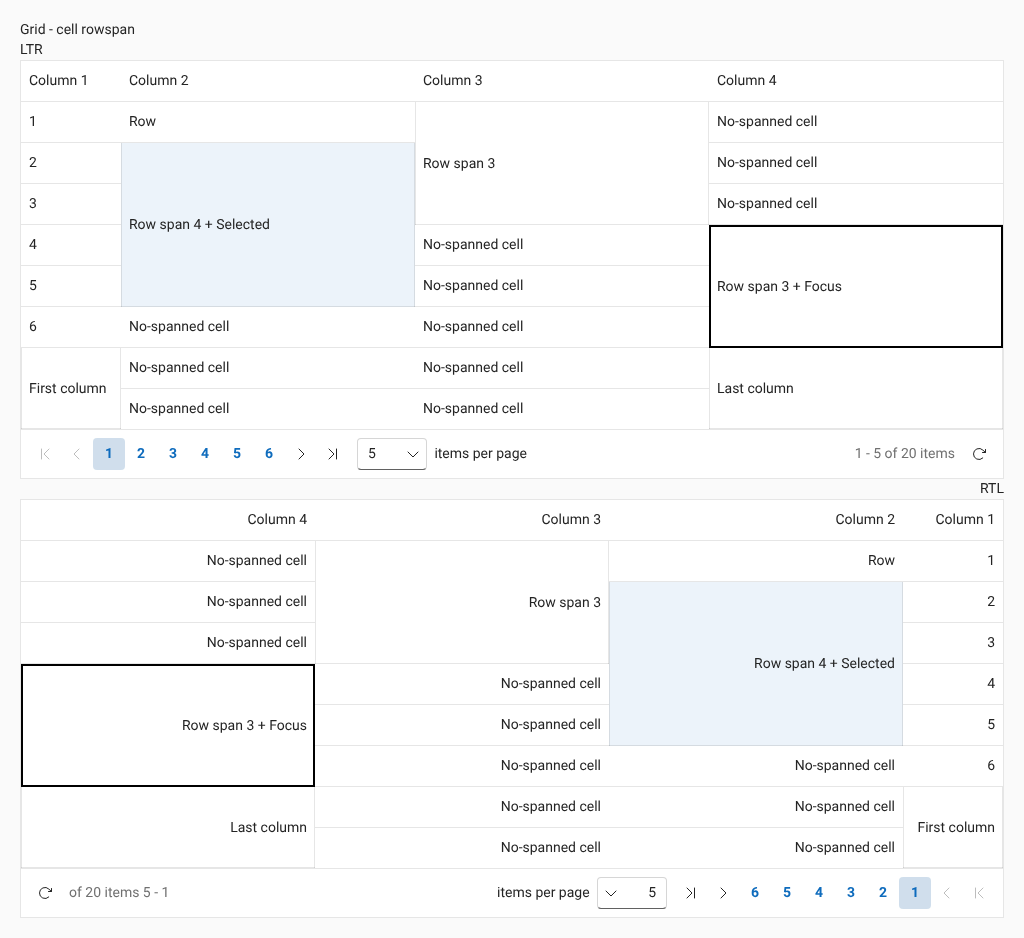 Grid - cell rowspan
LTR
Column 1 Column 2 Column 3 Column 4
1 Row No-spanned cell
2 Row span 3 No-spanned cell
3 No-spanned cell
Row span 4 + Selected
4 No-spanned cell
5 No-spanned cell Row span 3 + Focus
6 No-spanned cell No-spanned cell
No-spanned cell No-spanned cell
First column Last column
No-spanned cell No-spanned cell
1 2 3 4 5 6 5 items per page 1 - 5 of 20 items
RTL
Column 4 Column 3 Column 2 Column 1
No-spanned cell Row 1
No-spanned cell Row span 3 2
No-spanned cell 3
Row span 4 + Selected
No-spanned cell 4
Row span 3 + Focus No-spanned cell 5
No-spanned cell No-spanned cell 6
No-spanned cell No-spanned cell
Last column First column
No-spanned cell No-spanned cell
of 20 items 5 - 1 items per page 5 6 5 4 3 2 1